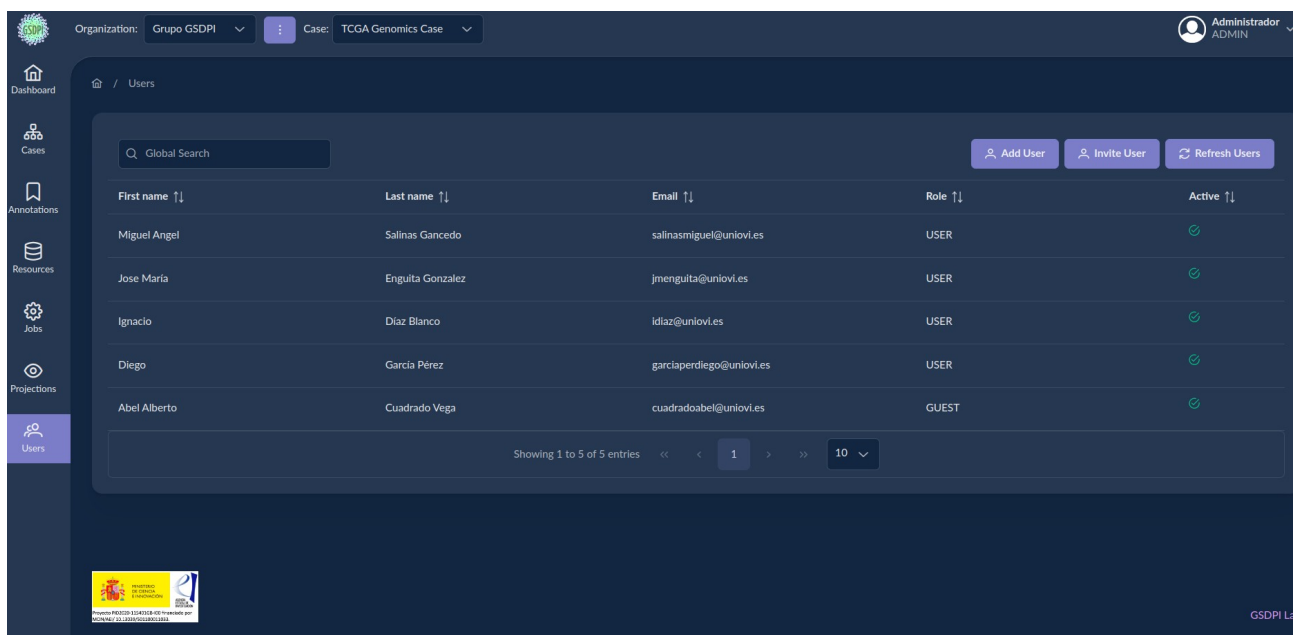 GSDPI
Organization: Grupo GSDPI Case: TCGA Genomics Case
Administrador
ADMIN
Dashboard
/ Users
Cases
Global Search Add User Invite User Refresh Users
Annotations
First name Last name Email Role Active
Miguel Angel Salinas Gancedo salinasmiguel@uniovi.es USER
Resources
Jose María Enguita Gonzalez jmenguita@uniovi.es USER
Jobs
Ignacio Díaz Blanco idiaz@uniovi.es USER
Diego García Pérez garciaperdiego@uniovi.es USER
Projections
Abel Alberto Cuadrado Vega cuadradoabel@uniovi.es GUEST
Users
Showing 1 to 5 of 5 entries << < 1 > >> 10
MINISTERIO
DE CIENCIA
E INNOVACIÓN
GSDPI La